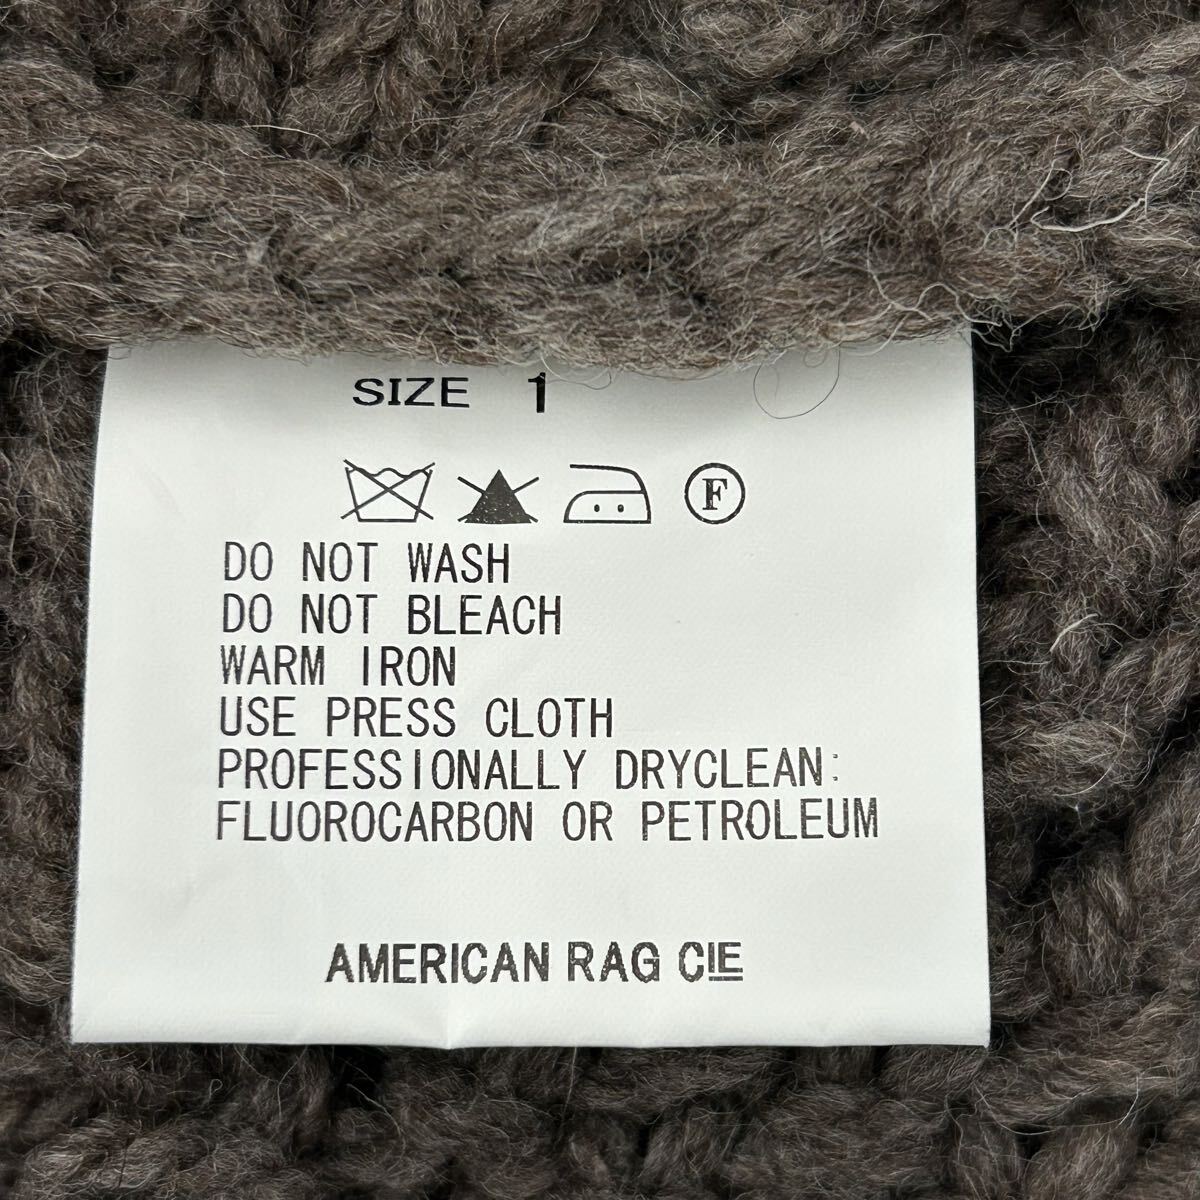 SIZE 1
F
DO NOT WASH
DO NOT BLEACH
WARM IRON
USE PRESS CLOTH
PROFESSIONALLY DRYCLEAN:
FLUOROCARBON OR PETROLEUM
AMERICAN RAG CIE